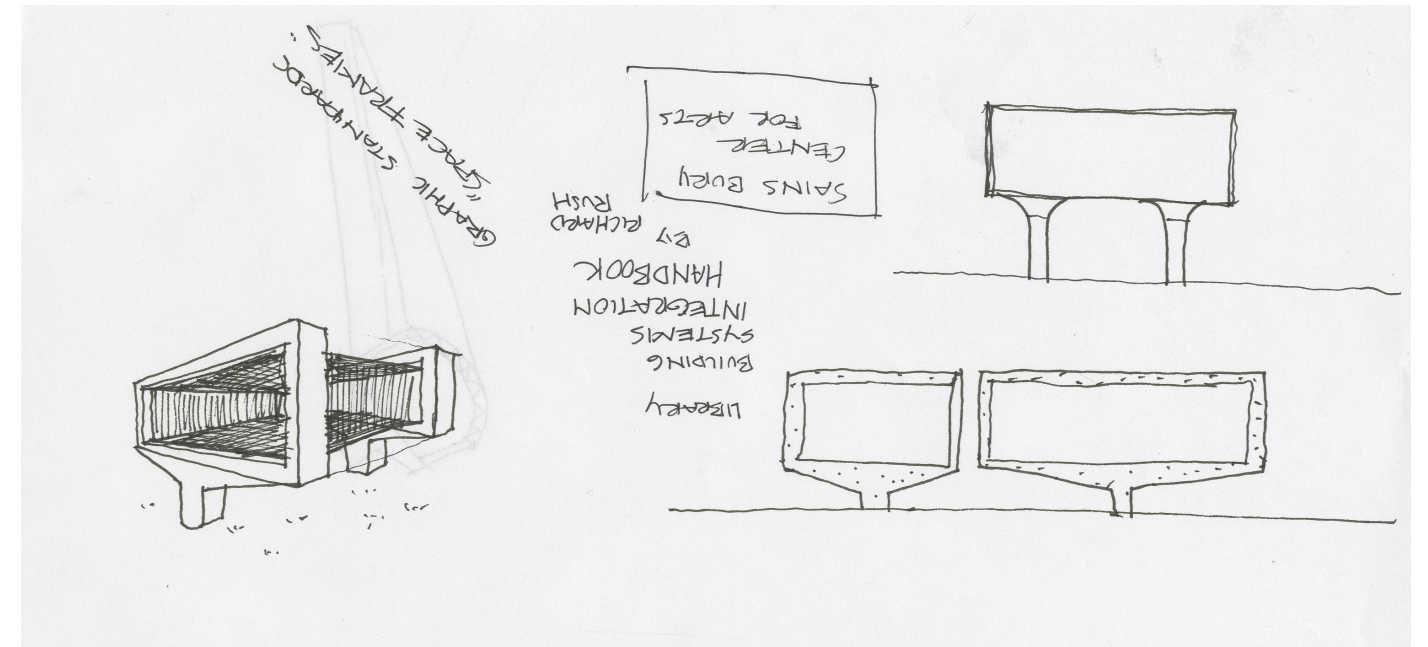 LIBRARY
BUILDING
SYSTEMS
INTEGRATION
HANDBOOK
BY RICHARD
RUSH
SAINS BURY
CENTER
FOR ARTS
GRAPHIC STANDARDS
"SPACE FRAMES"